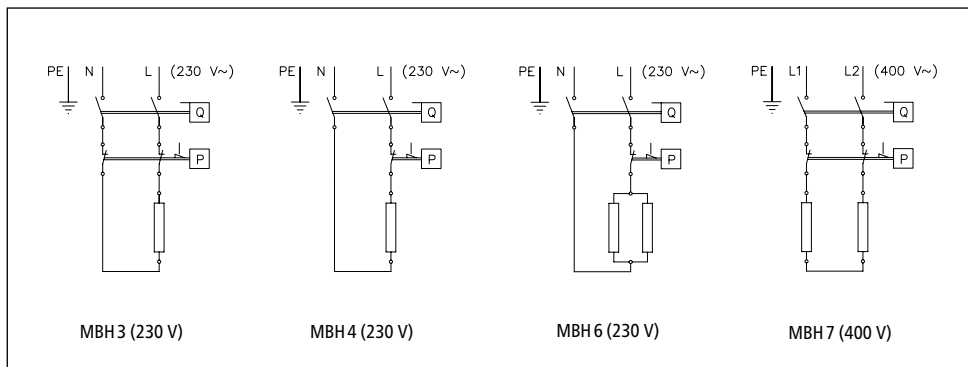 PE N L (230 V~)
Q
P
MBH 3 (230 V)
PE N L (230 V~)
Q
P
MBH 4 (230 V)
PE N L (230 V~)
Q
P
MBH 6 (230 V)
PE L1 L2 (400 V~)
Q
P
MBH 7 (400 V)